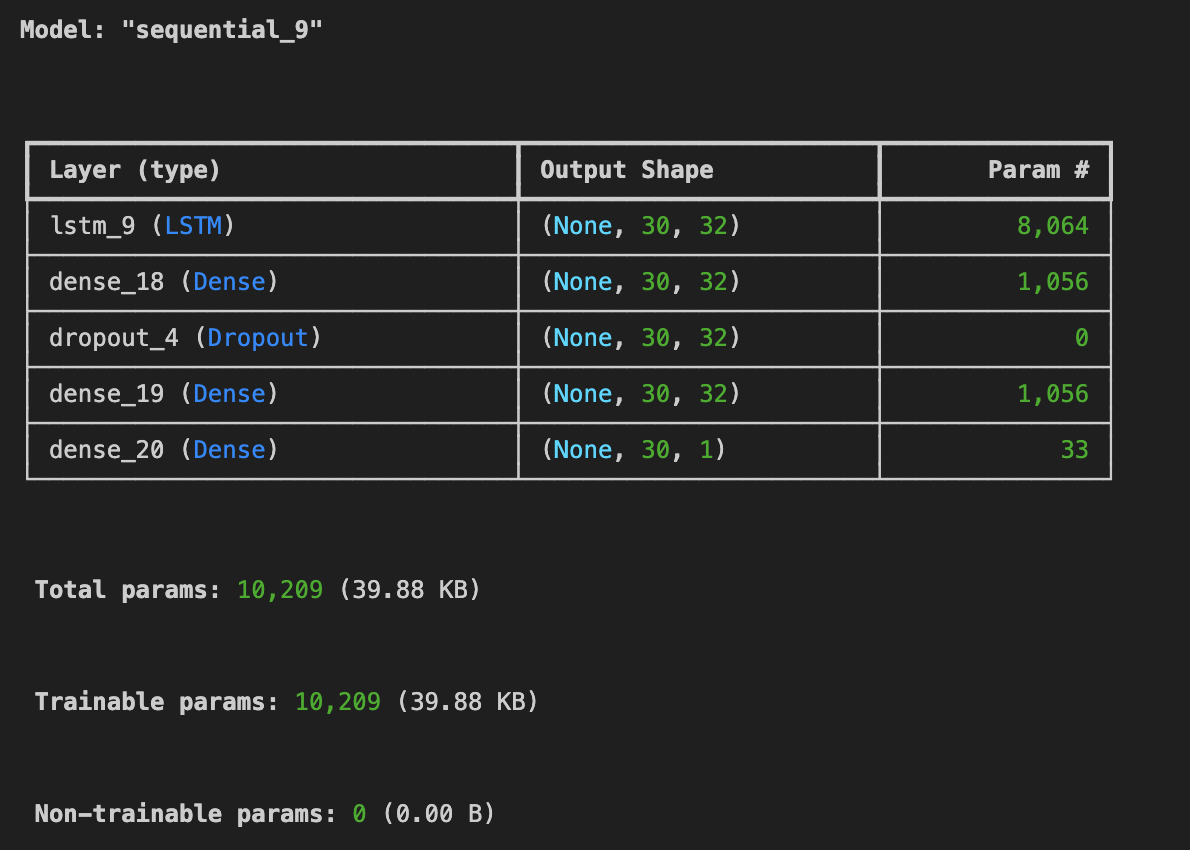 Model: "sequential_9"
Layer (type) Output Shape Param #
lstm_9 (LSTM) (None, 30, 32) 8,064
dense_18 (Dense) (None, 30, 32) 1,056
dropout_4 (Dropout) (None, 30, 32) 0
dense_19 (Dense) (None, 30, 32) 1,056
dense_20 (Dense) (None, 30, 1) 33
Total params: 10,209 (39.88 KB)
Trainable params: 10,209 (39.88 KB)
Non-trainable params: 0 (0.00 B)